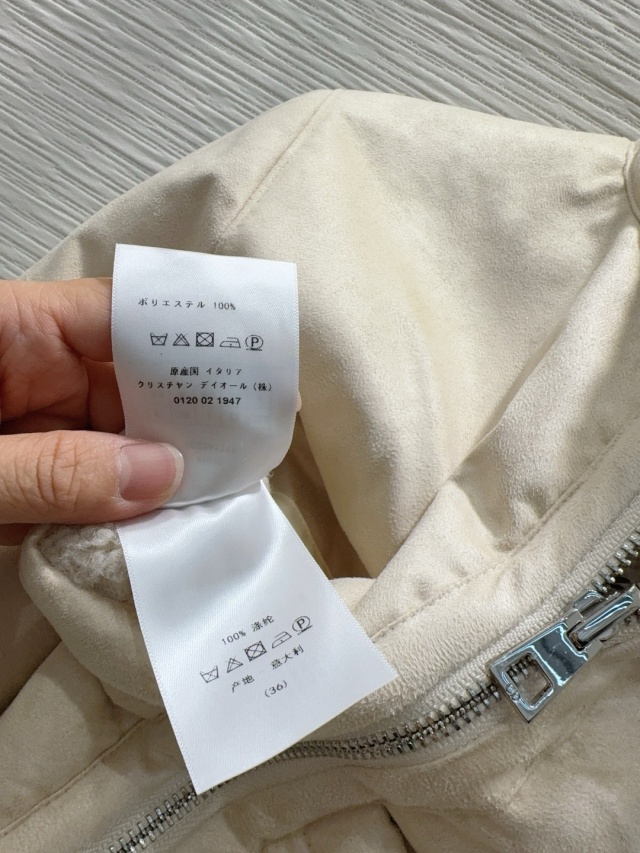 ポリエステル 100%
P
原産国 イタリア
クリスチャン デイオール (株)
0120 02 1947
100% 涤纶
P
产地 意大利
(36)